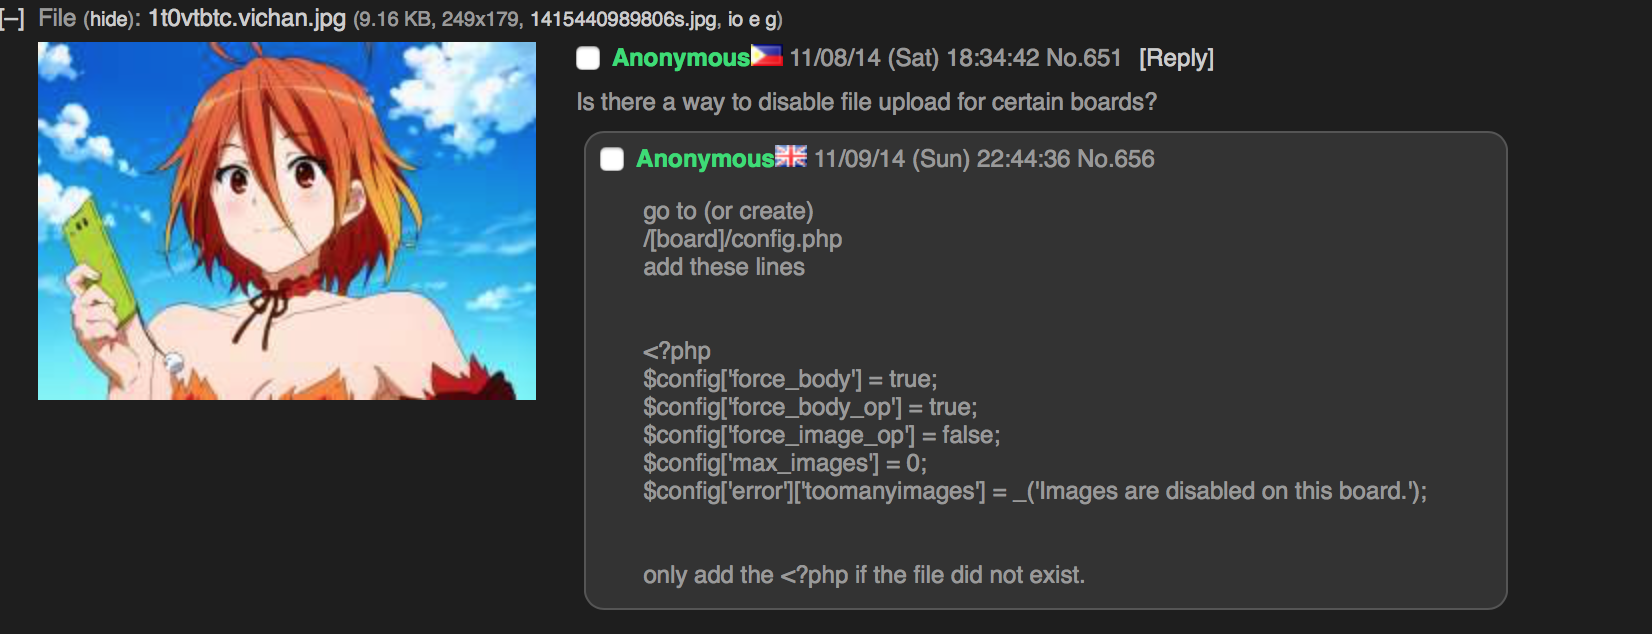 [–] File (hide): 1t0vtbtc.vichan.jpg (9.16 KB, 249x179, 1415440989806s.jpg, io e g)
Anonymous 11/08/14 (Sat) 18:34:42 No.651 [Reply]
Is there a way to disable file upload for certain boards?
Anonymous 11/09/14 (Sun) 22:44:36 No.656
go to (or create)
/[board]/config.php
add these lines
<?php
$config['force_body'] = true;
$config['force_body_op'] = true;
$config['force_image_op'] = false;
$config['max_images'] = 0;
$config['error']['toomanyimages'] = _('Images are disabled on this board.');
only add the <?php if the file did not exist.